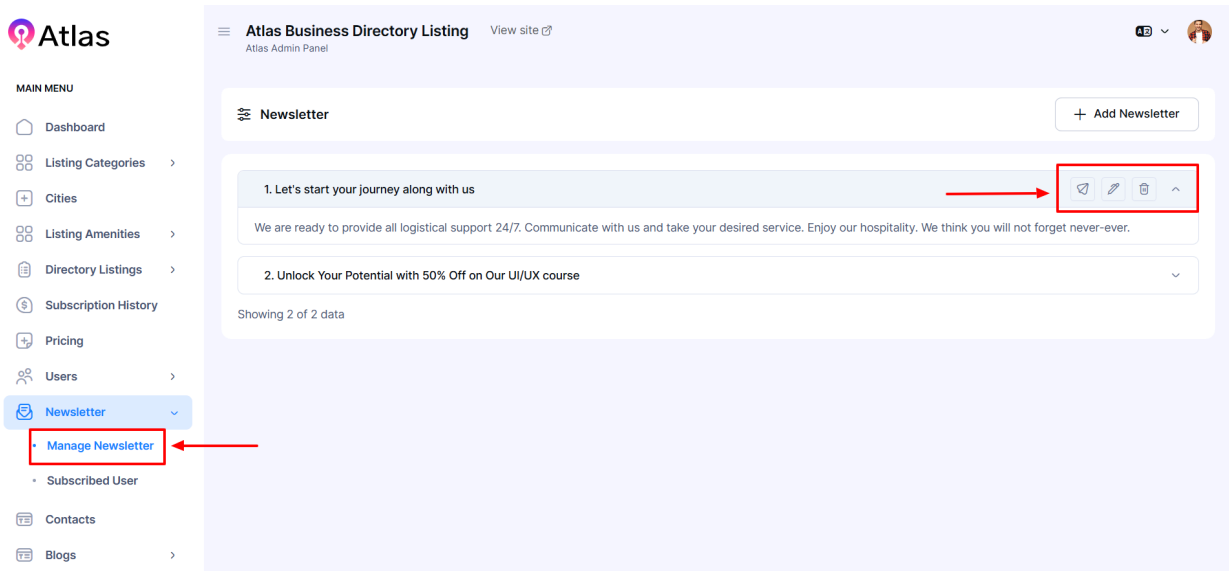 Atlas
Atlas Business Directory Listing View site
Atlas Admin Panel
MAIN MENU
Dashboard
Listing Categories
Cities
Listing Amenities
Directory Listings
Subscription History
Pricing
Users
Newsletter
Manage Newsletter
Subscribed User
Contacts
Blogs
Newsletter
+ Add Newsletter
1. Let's start your journey along with us
We are ready to provide all logistical support 24/7. Communicate with us and take your desired service. Enjoy our hospitality. We think you will not forget never-ever.
2. Unlock Your Potential with 50% Off on Our UI/UX course
Showing 2 of 2 data